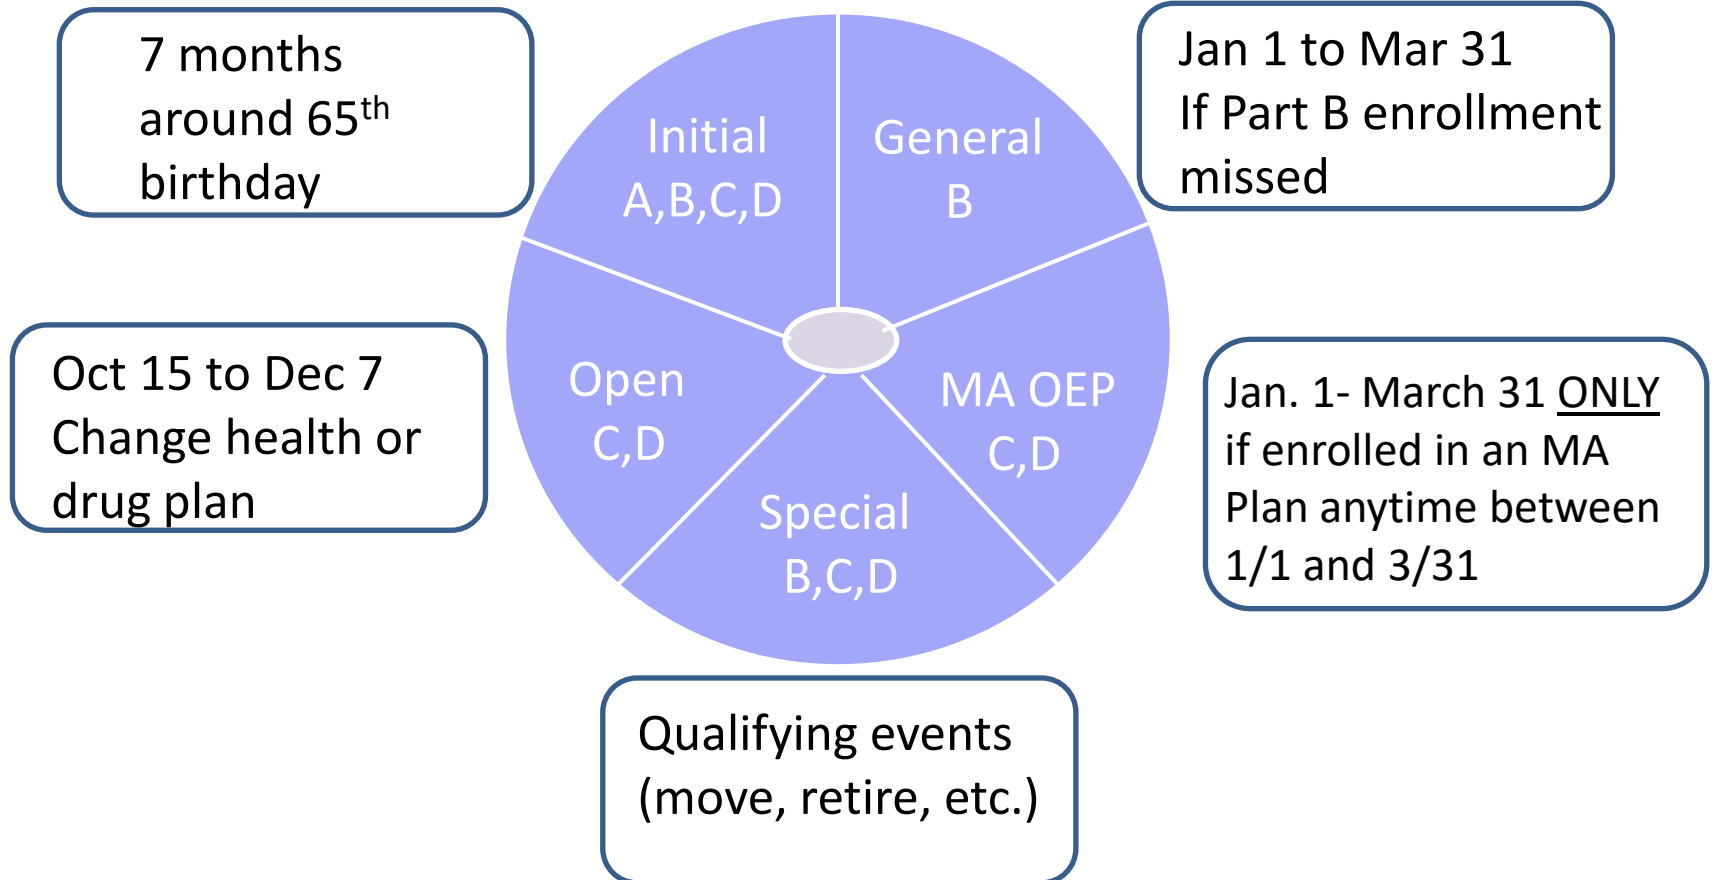 7 months
around 65th
birthday
Initial
A,B,C,D
General
B
Jan 1 to Mar 31
If Part B enrollment
missed
Oct 15 to Dec 7
Change health or
drug plan
Open
C,D
MA OEP
C,D
Jan. 1- March 31 ONLY
if enrolled in an MA
Plan anytime between
1/1 and 3/31
Special
B,C,D
Qualifying events
(move, retire, etc.)